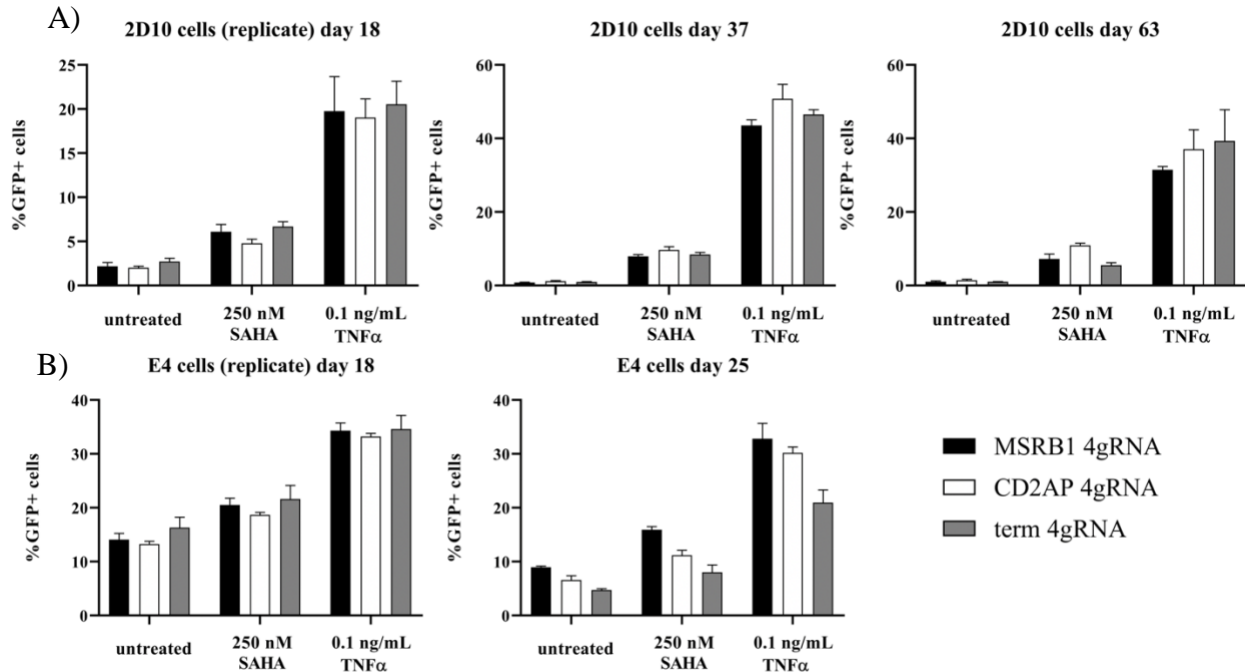 A)
2D10 cells (replicate) day 18
%GFP+ cells
25
20
15
10
5
0
untreated
250 nM
SAHA
0.1 ng/mL
TNFα
2D10 cells day 37
%GFP+ cells
60
40
20
0
untreated
250 nM
SAHA
0.1 ng/mL
TNFα
2D10 cells day 63
%GFP+ cells
60
40
20
0
untreated
250 nM
SAHA
0.1 ng/mL
TNFα
B)
E4 cells (replicate) day 18
%GFP+ cells
40
30
20
10
0
untreated
250 nM
SAHA
0.1 ng/mL
TNFα
E4 cells day 25
%GFP+ cells
40
30
20
10
0
untreated
250 nM
SAHA
0.1 ng/mL
TNFα
MSRB1 4gRNA
CD2AP 4gRNA
term 4gRNA